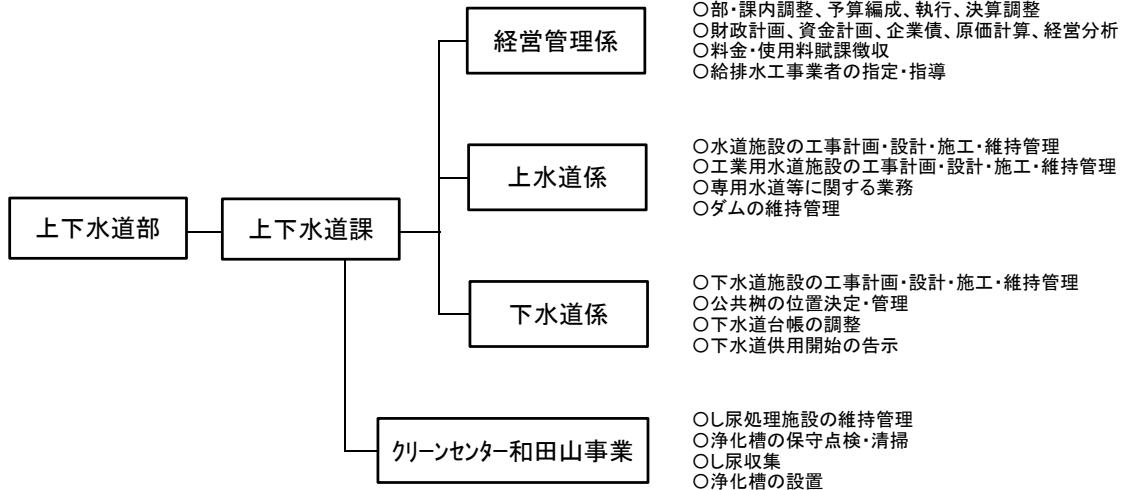 経営管理係
○部・課内調整、予算編成、執行、決算調整
○財政計画、資金計画、企業債、原価計算、経営分析
○料金・使用料賦課徴収
○給排水工事業者の指定・指導
上水道係
○水道施設の工事計画・設計・施工・維持管理
○工業用水道施設の工事計画・設計・施工・維持管理
○専用水道等に関する業務
○ダムの維持管理
上下水道部
上下水道課
下水道係
○下水道施設の工事計画・設計・施工・維持管理
○公共桝の位置決定・管理
○下水道台帳の調整
○下水道供用開始の告示
クリーンセンター和田山事業
○し尿処理施設の維持管理
○浄化槽の保守点検・清掃
○し尿収集
○浄化槽の設置